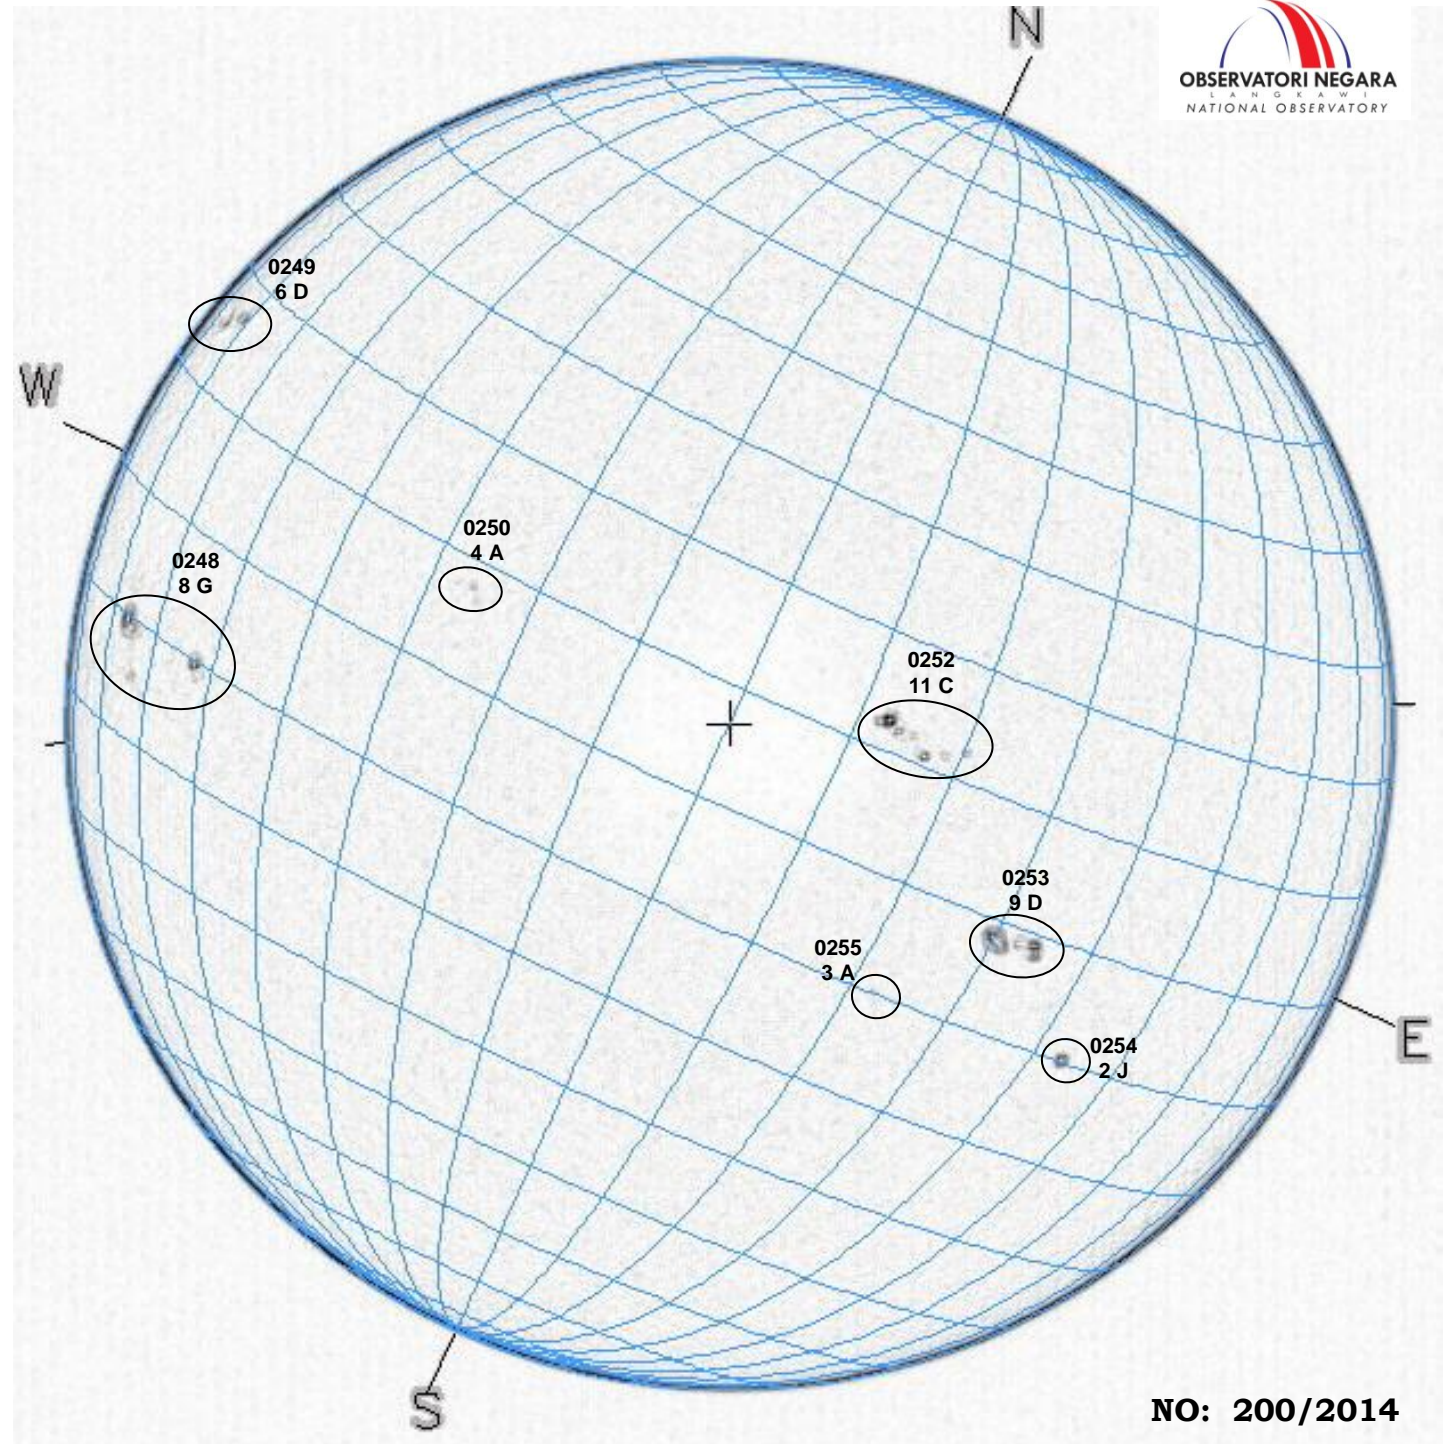 N
OBSERVATORI NEGARA
LANGKAWI
NATIONAL OBSERVATORY
0249
6 D
W
0250
4 A
0248
8 G
0252
11 C
0253
9 D
0255
3 A
E
0254
2 J
S
NO: 200/2014